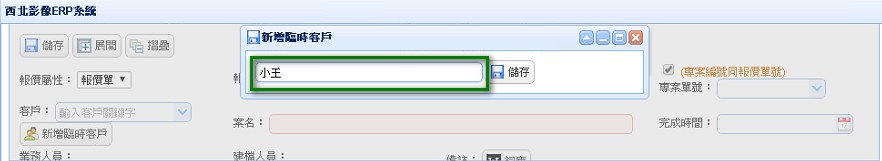 西北影像ERP系統
儲存 展開 摺疊
新增臨時客戶
小王 儲存
報價屬性： 報價單
(專案編號同報價單號)
專案單號：
客戶： 輸入客戶關鍵字
案名：
完成時間：
新增臨時客戶
業務人員：
建檔人員：
備註：